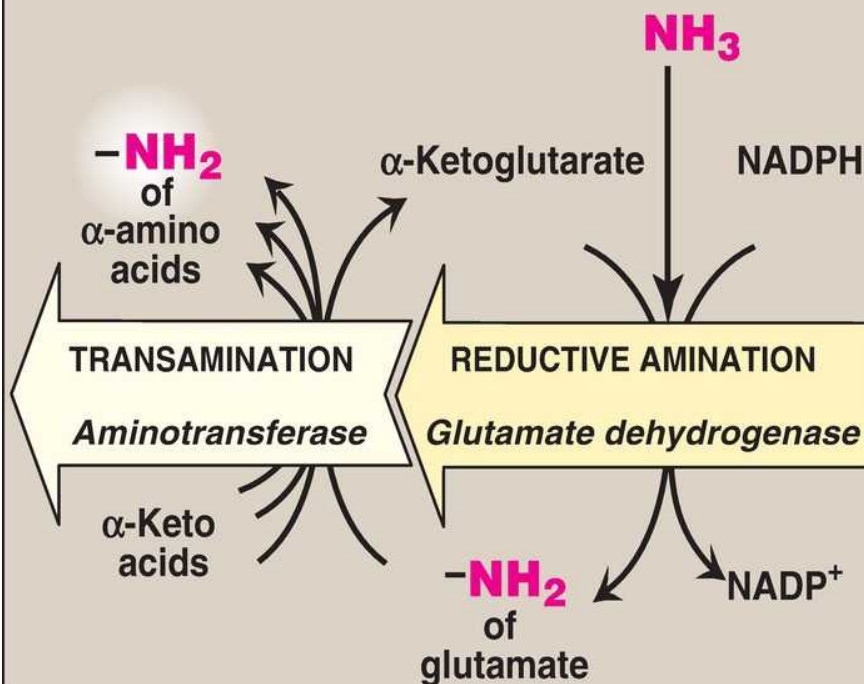 NH₃
–NH₂
of
α-amino
acids
α-Ketoglutarate
NADPH
TRANSAMINATION
Aminotransferase
REDUCTIVE AMINATION
Glutamate dehydrogenase
α-Keto
acids
–NH₂
of
glutamate
NADP⁺